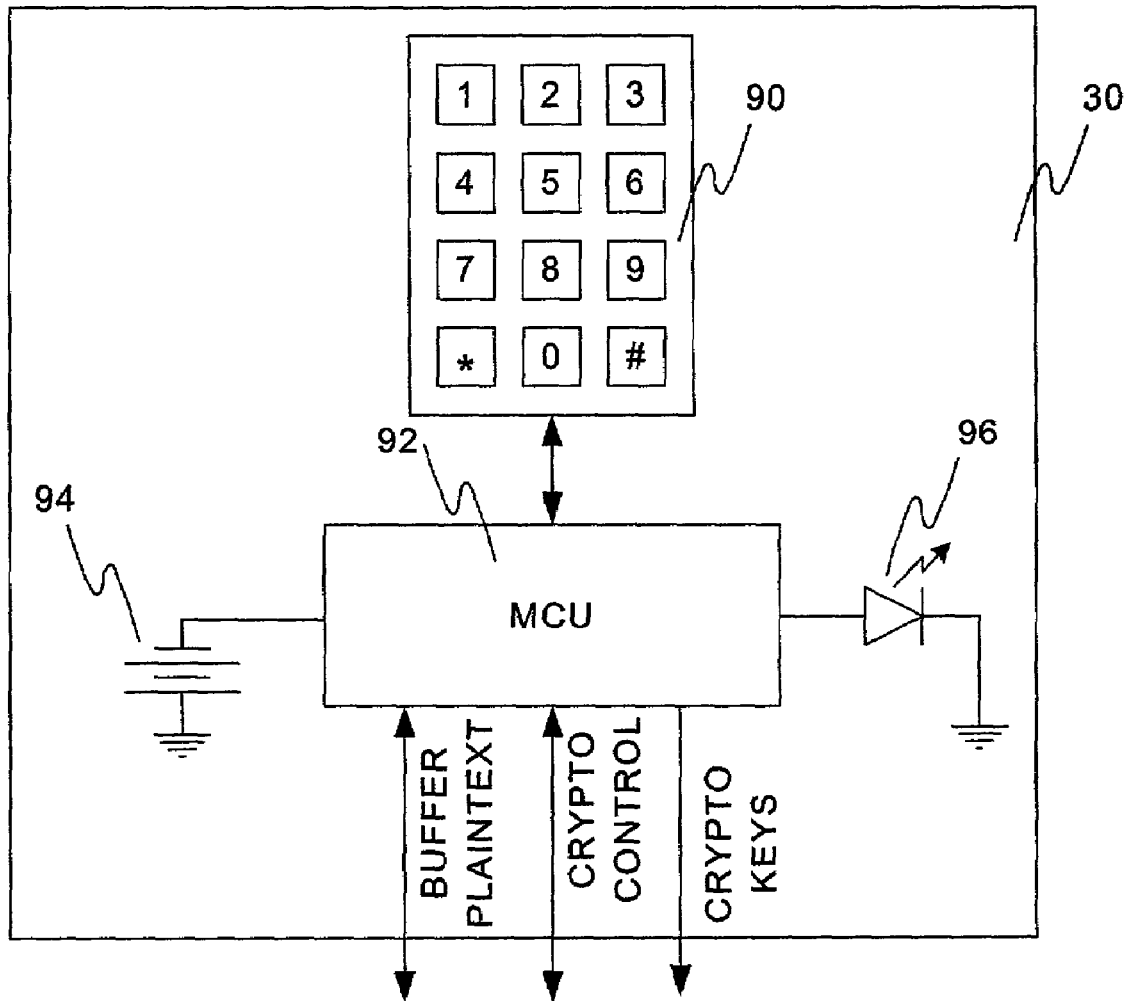 1 2 3
90
30
4 5 6
7 8 9
* 0 #
92
96
94
MCU
BUFFER
PLAINTEXT
CRYPTO
CONTROL
CRYPTO
KEYS